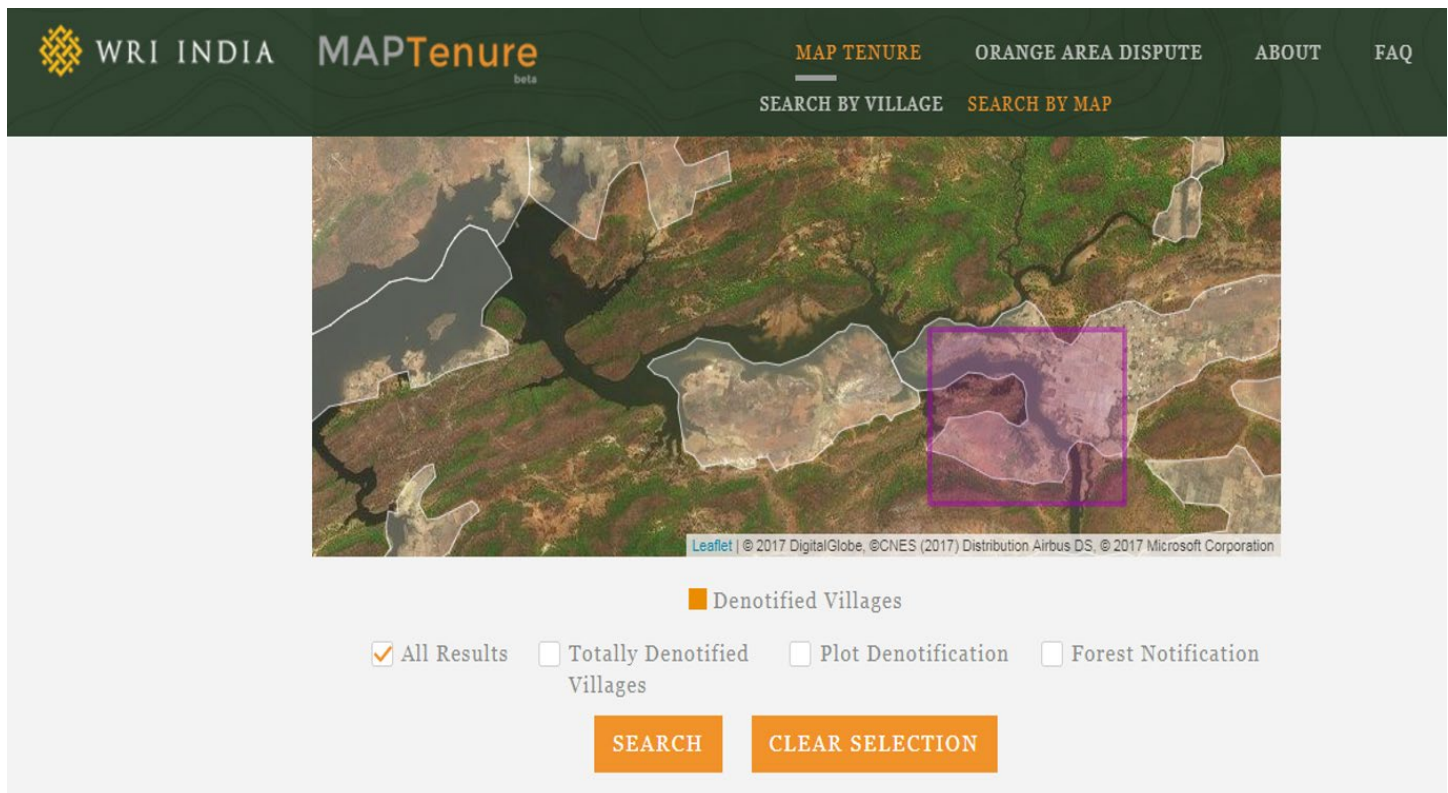 WRI INDIA MAPTenure beta MAP TENURE ORANGE AREA DISPUTE ABOUT FAQ
SEARCH BY VILLAGE SEARCH BY MAP
Leaflet | © 2017 DigitalGlobe, ©CNES (2017) Distribution Airbus DS, © 2017 Microsoft Corporation
Denotified Villages
All Results Totally Denotified Plot Denotification Forest Notification
Villages
SEARCH CLEAR SELECTION